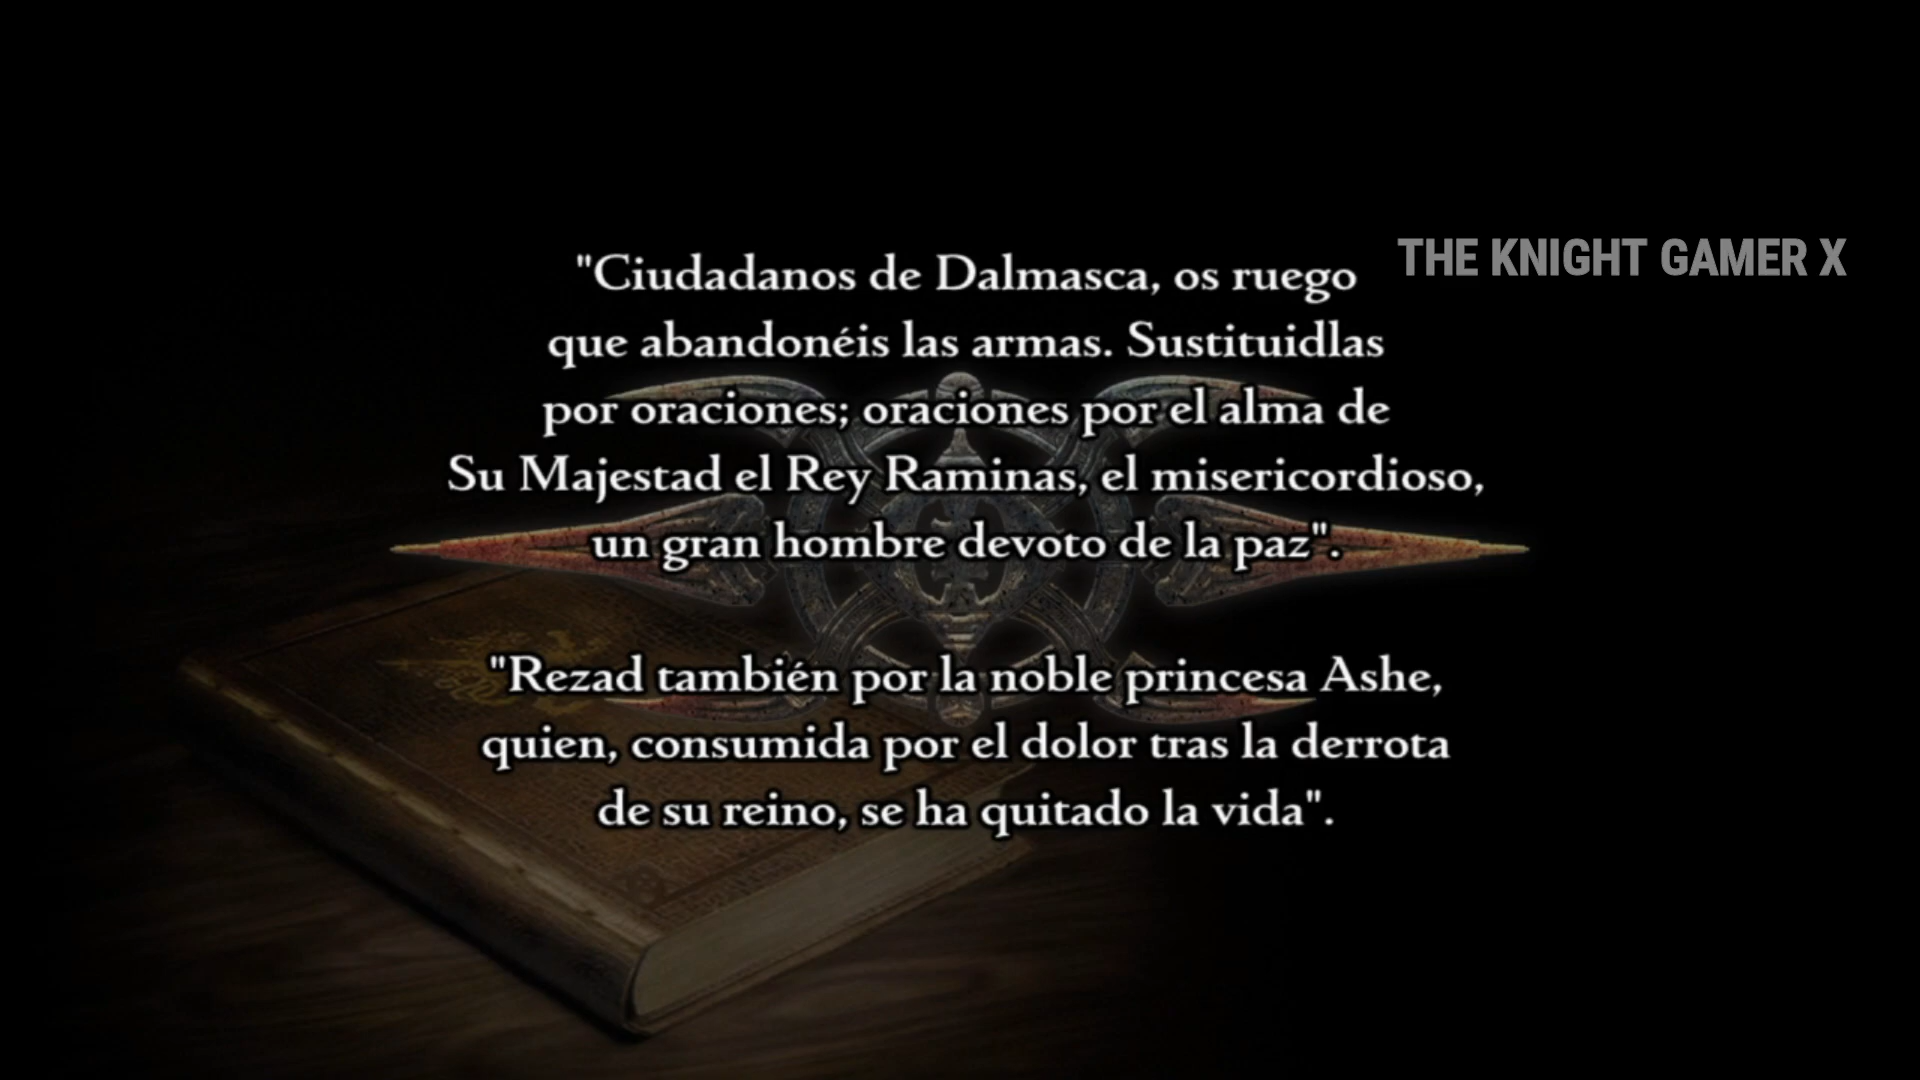 THE KNIGHT GAMER X
"Ciudadanos de Dalmasca, os ruego
que abandonéis las armas. Sustituidlas
por oraciones; oraciones por el alma de
Su Majestad el Rey Raminas, el misericordioso,
un gran hombre devoto de la paz".
"Rezad también por la noble princesa Ashe,
quien, consumida por el dolor tras la derrota
de su reino, se ha quitado la vida".